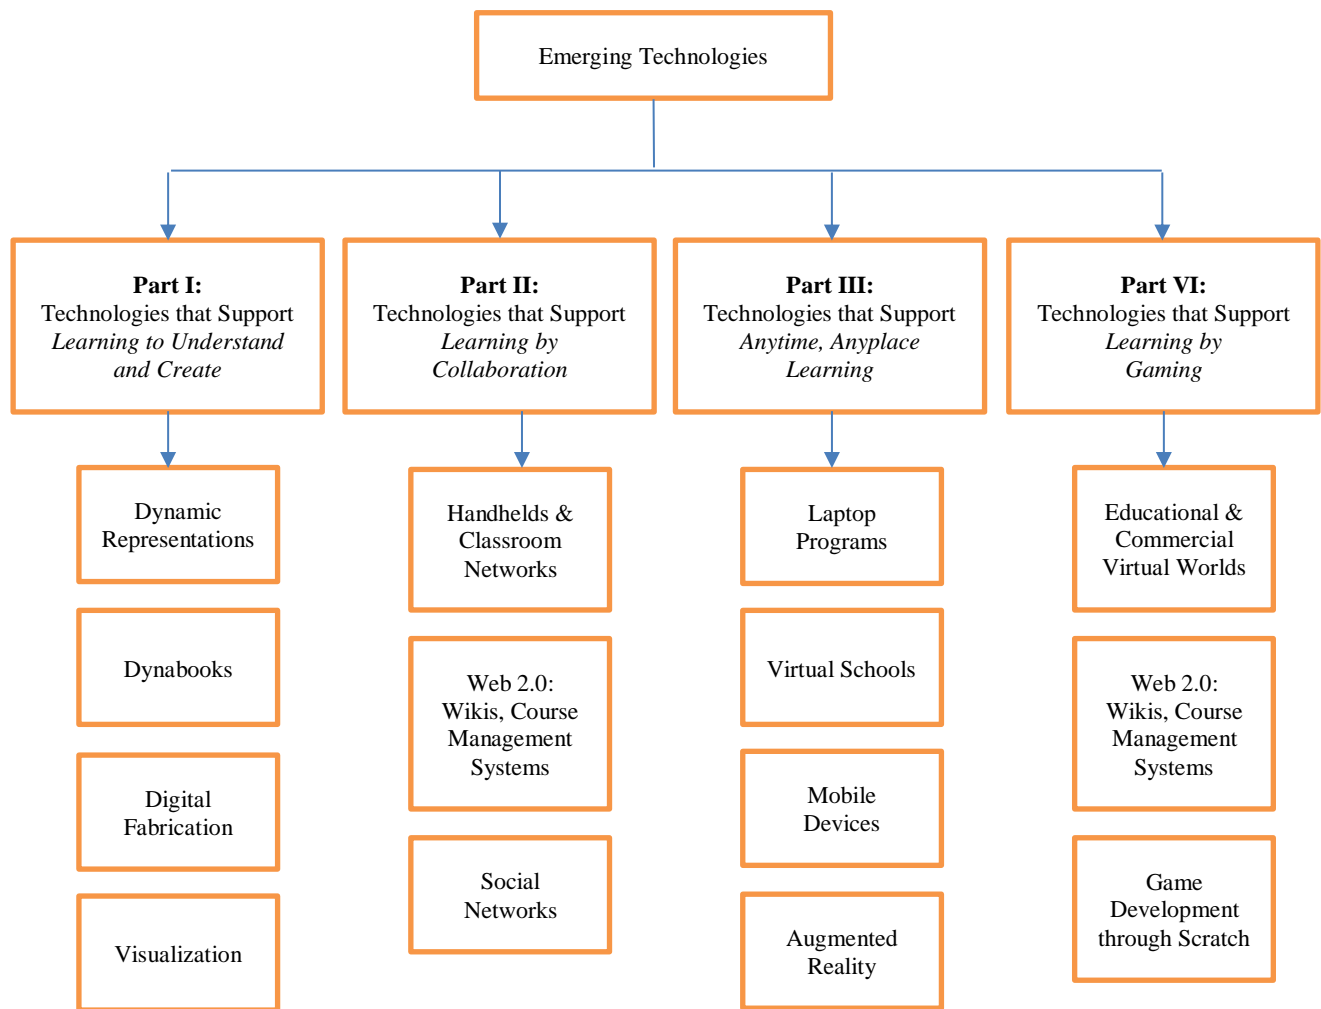 Emerging Technologies
Part I:
Technologies that Support
Learning to Understand
and Create
Part II:
Technologies that Support
Learning by
Collaboration
Part III:
Technologies that Support
Anytime, Anyplace
Learning
Part VI:
Technologies that Support
Learning by
Gaming
Dynamic
Representations
Dynabooks
Digital
Fabrication
Visualization
Handhelds &
Classroom
Networks
Web 2.0:
Wikis, Course
Management
Systems
Social
Networks
Laptop
Programs
Virtual Schools
Mobile
Devices
Augmented
Reality
Educational &
Commercial
Virtual Worlds
Web 2.0:
Wikis, Course
Management
Systems
Game
Development
through Scratch